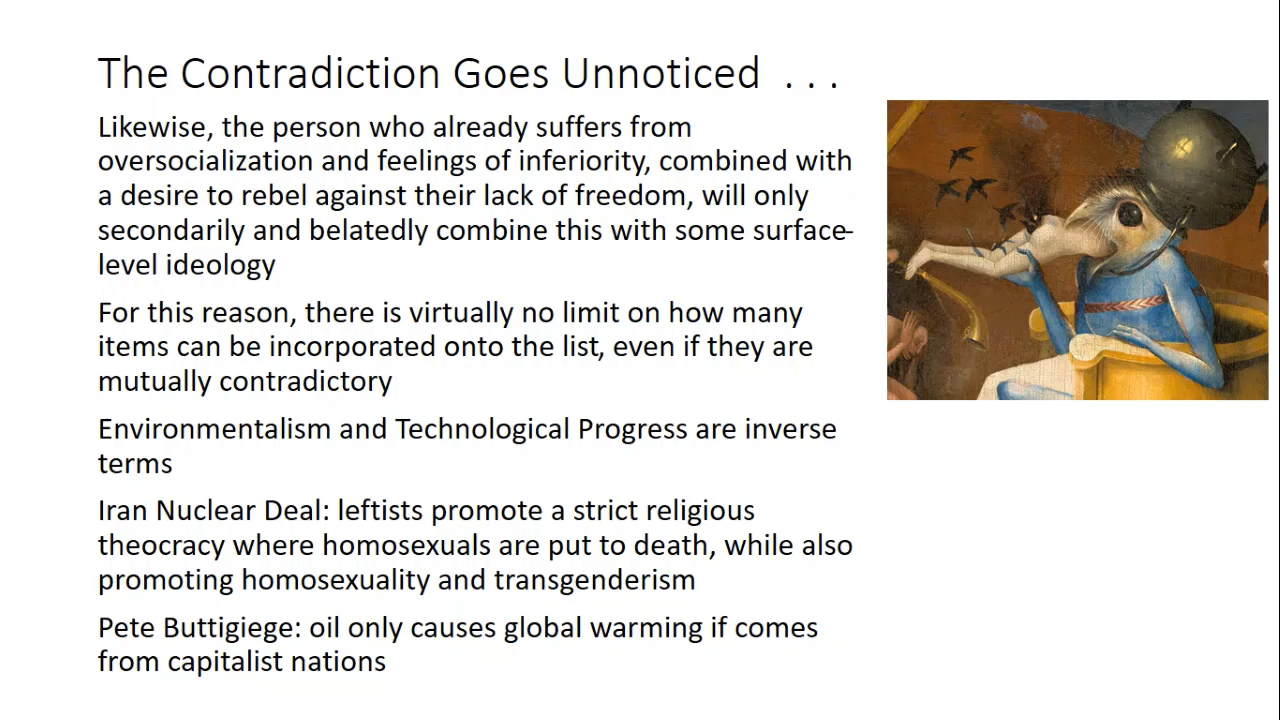 The Contradiction Goes Unnoticed . . .
Likewise, the person who already suffers from
oversocialization and feelings of inferiority, combined with
a desire to rebel against their lack of freedom, will only
secondarily and belatedly combine this with some surface-
level ideology
For this reason, there is virtually no limit on how many
items can be incorporated onto the list, even if they are
mutually contradictory
Environmentalism and Technological Progress are inverse
terms
Iran Nuclear Deal: leftists promote a strict religious
theocracy where homosexuals are put to death, while also
promoting homosexuality and transgenderism
Pete Buttigiege: oil only causes global warming if comes
from capitalist nations